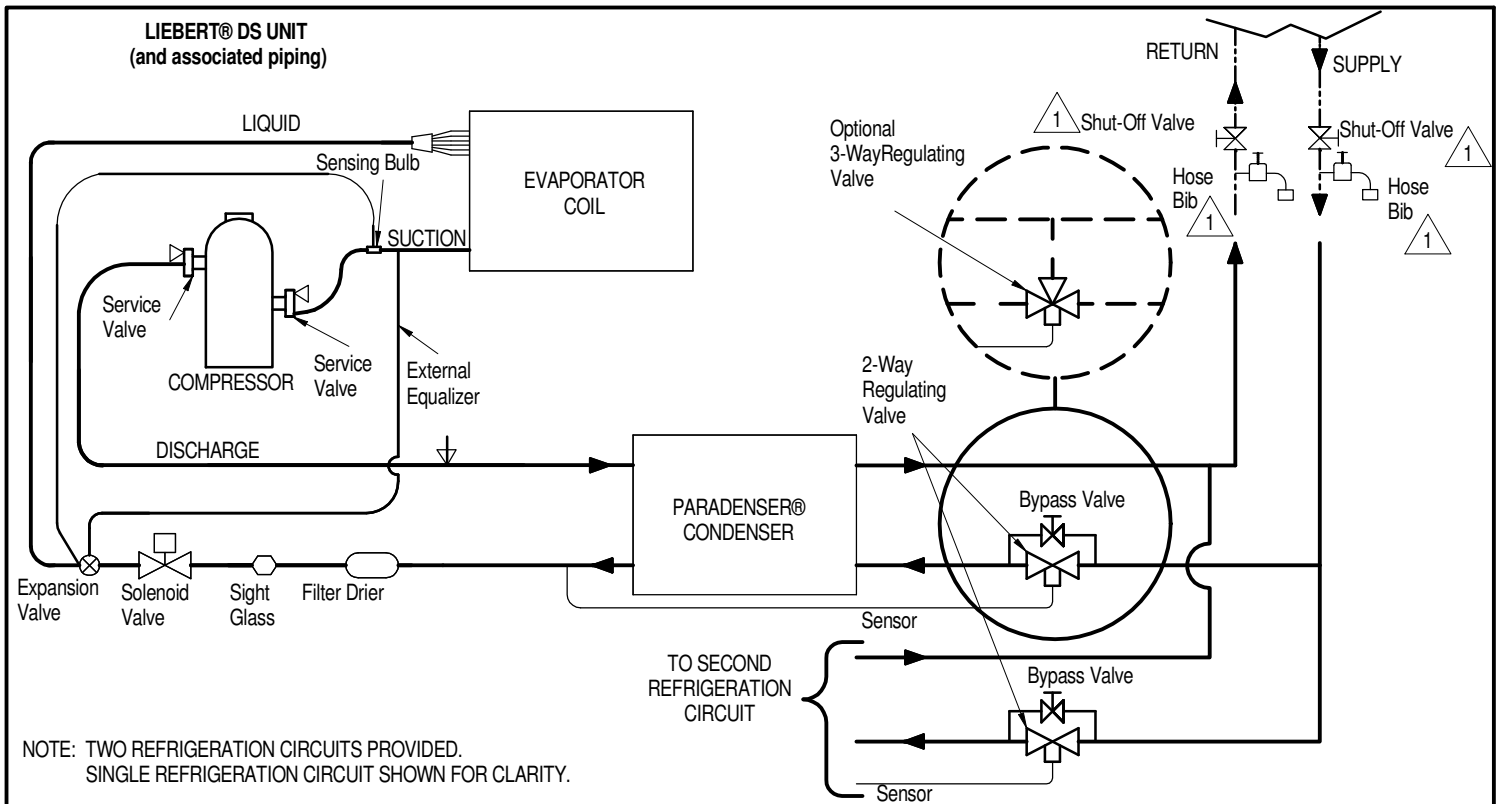 LIEBERT® DS UNIT
(and associated piping)
RETURN
SUPPLY
LIQUID
Sensing Bulb
EVAPORATOR
COIL
Optional
3-WayRegulating
Valve
1
Shut-Off Valve
Shut-Off Valve
1
Hose
Bib
1
Hose
Bib
1
SUCTION
Service
Valve
COMPRESSOR
Service
Valve
External
Equalizer
2-Way
Regulating
Valve
DISCHARGE
PARADENSER®
CONDENSER
Bypass Valve
Expansion
Valve
Solenoid
Valve
Sight
Glass
Filter Drier
Sensor
TO SECOND
REFRIGERATION
CIRCUIT
Bypass Valve
Sensor
NOTE: TWO REFRIGERATION CIRCUITS PROVIDED.
SINGLE REFRIGERATION CIRCUIT SHOWN FOR CLARITY.